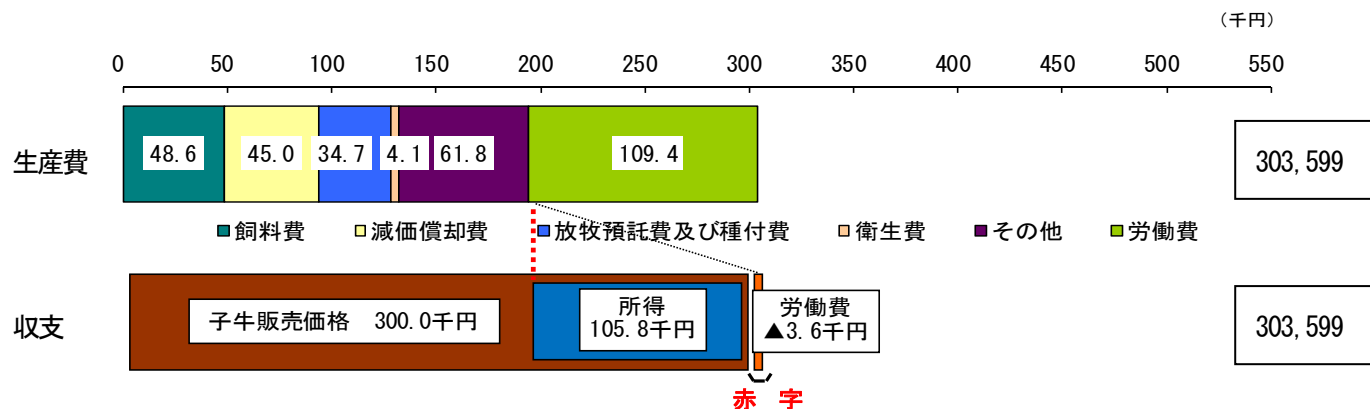 （千円）
0 50 100 150 200 250 300 350 400 450 500 550
生産費
48.6 45.0 34.7 4.1 61.8 109.4
303,599
■飼料費 ■減価償却費 ■放牧預託費及び種付費 ■衛生費 ■その他 ■労働費
収支
子牛販売価格 300.0千円
所得
105.8千円
労働費
▲3.6千円
303,599
赤 字